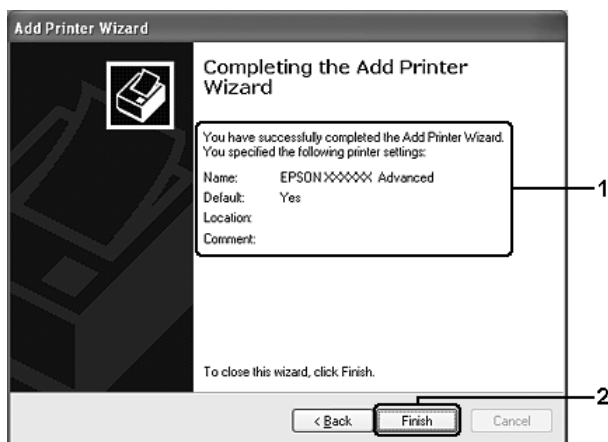 Add Printer Wizard
Completing the Add Printer
Wizard
You have successfully completed the Add Printer Wizard.
You specified the following printer settings:
Name: EPSON XXXXXX Advanced
Default: Yes
Location:
Comment:
1
To close this wizard, click Finish.
2
< Back Finish Cancel